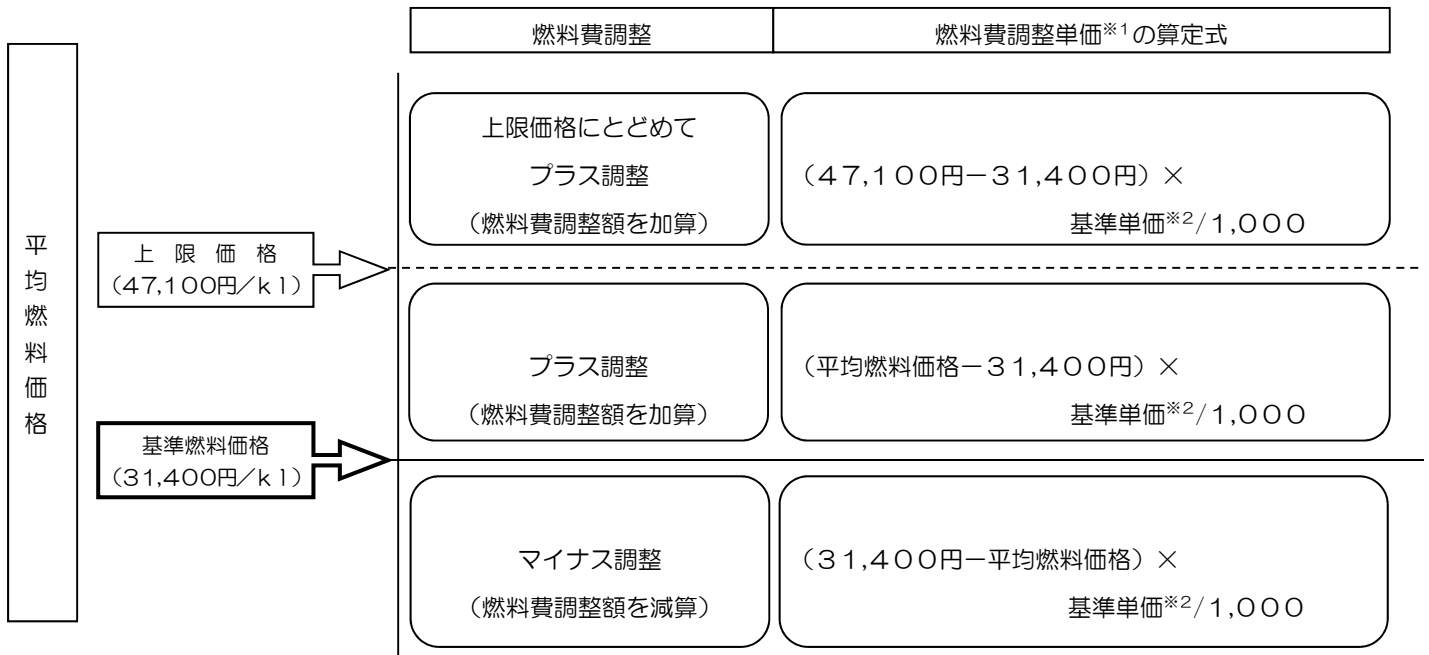 燃料費調整
燃料費調整単価※1の算定式
平均燃料価格
上限価格にとどめて
プラス調整
（燃料費調整額を加算）
（４７,１００円－３１,４００円）×
基準単価※2/１,０００
上　限　価　格
（４７,１００円／ｋｌ）
プラス調整
（燃料費調整額を加算）
（平均燃料価格－３１,４００円）×
基準単価※2/１,０００
基準燃料価格
（３１,４００円／ｋｌ）
マイナス調整
（燃料費調整額を減算）
（３１,４００円－平均燃料価格）×
基準単価※2/１,０００